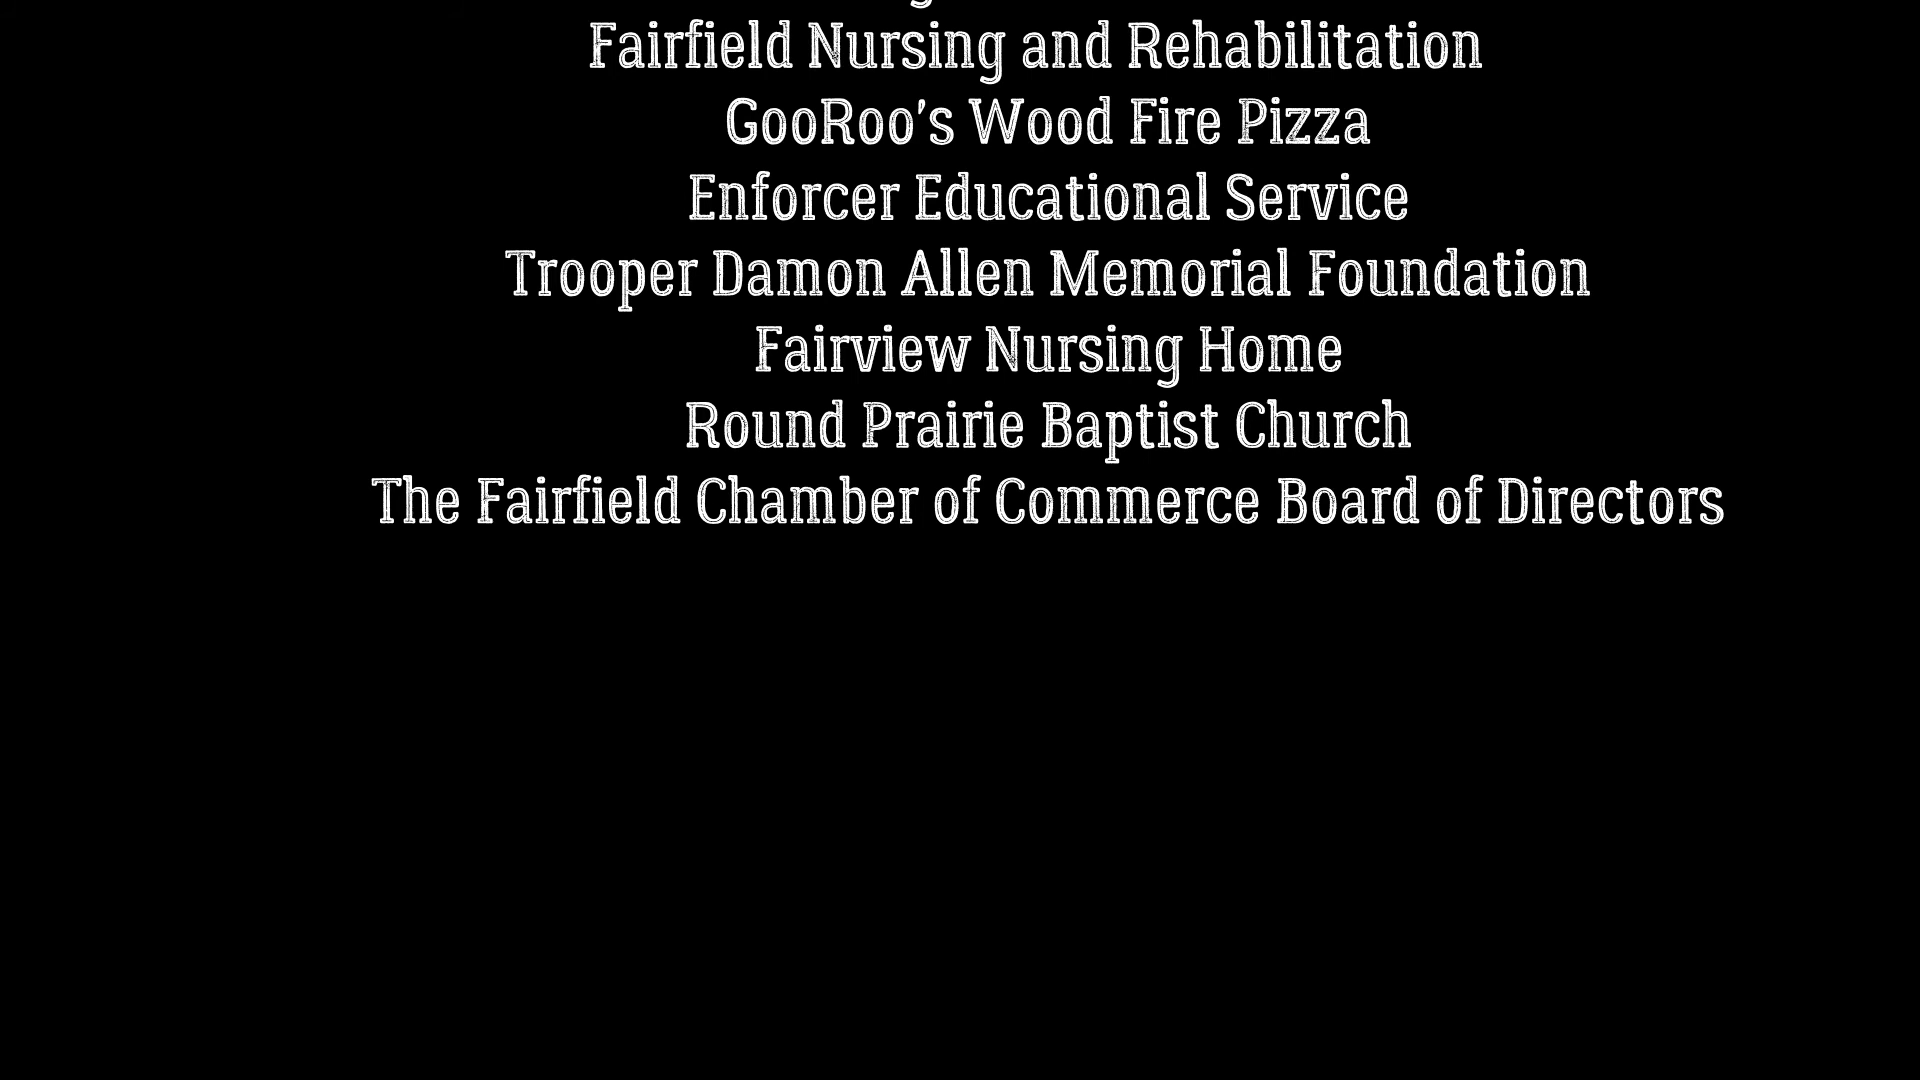 Fairfield Nursing and Rehabilitation
GooRoo's Wood Fire Pizza
Enforcer Educational Service
Trooper Damon Allen Memorial Foundation
Fairview Nursing Home
Round Prairie Baptist Church
The Fairfield Chamber of Commerce Board of Directors